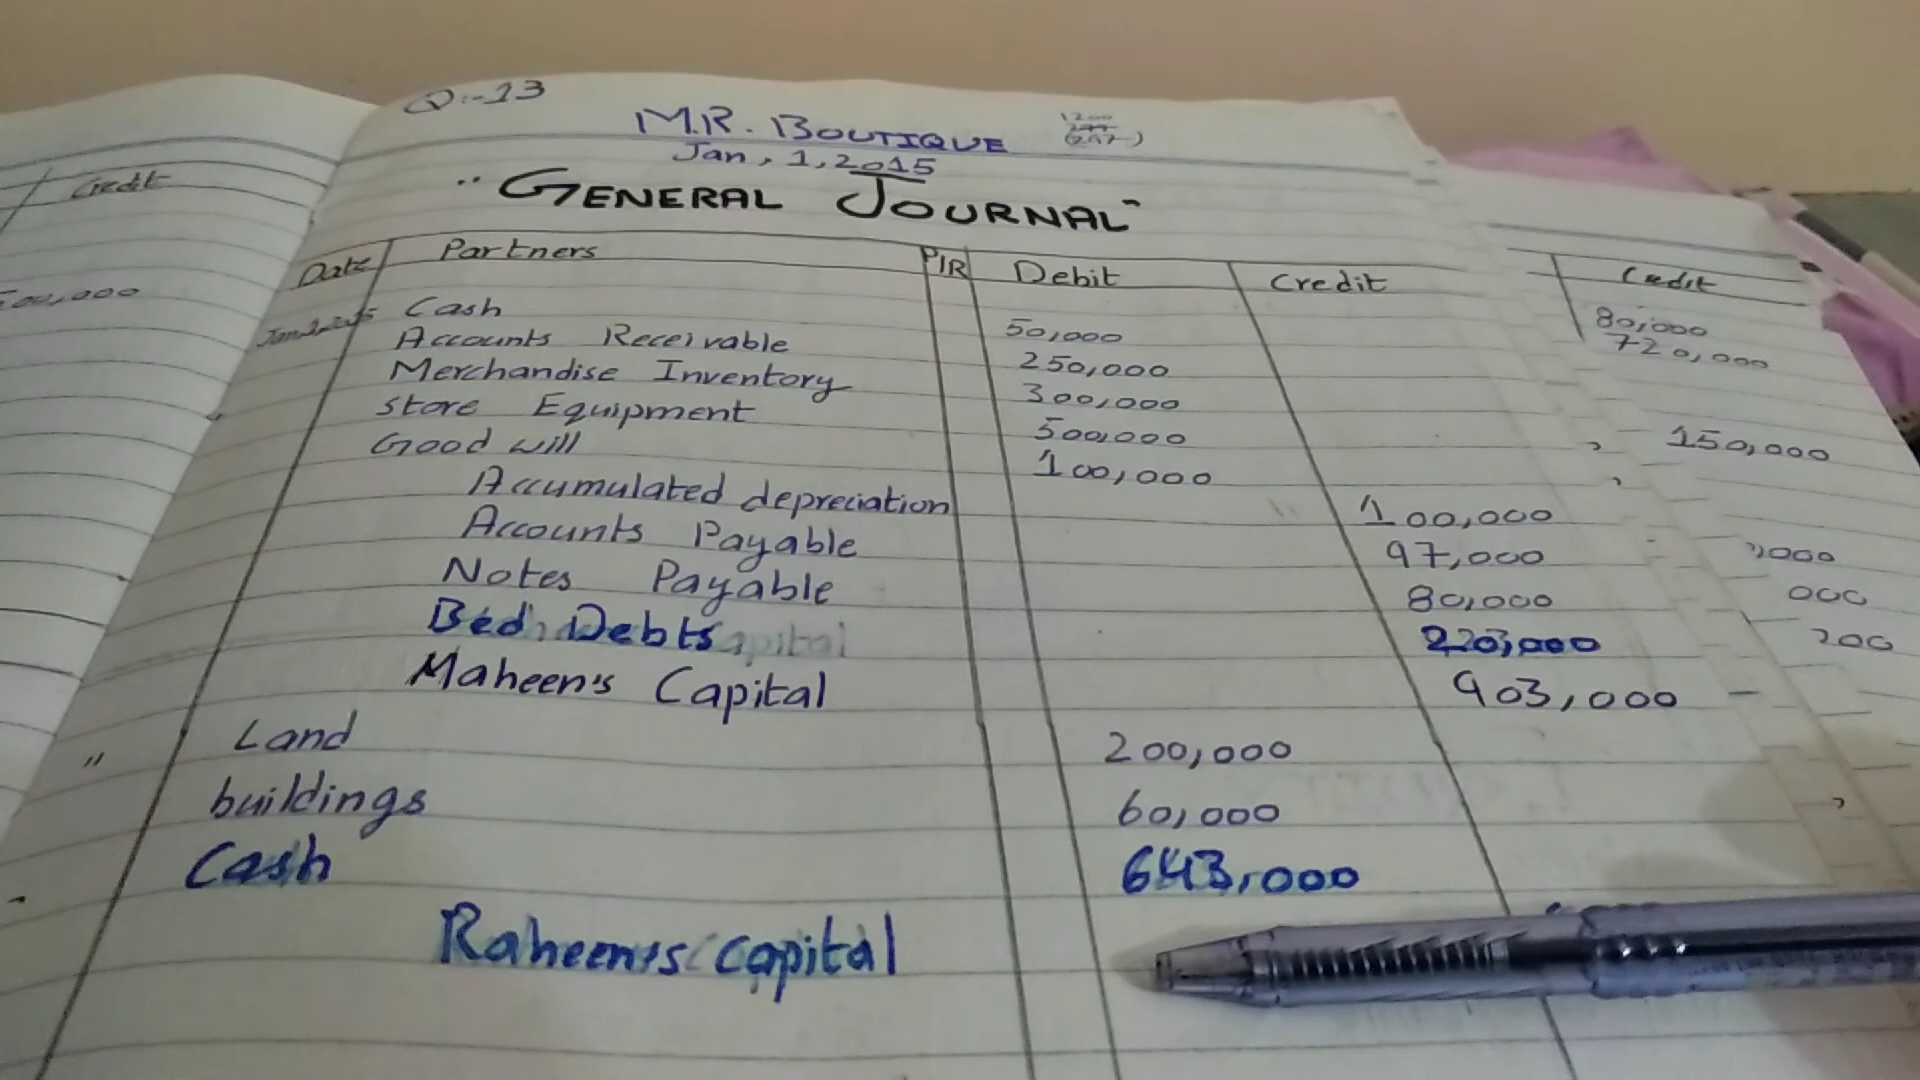 Q:-13
M.R. BOUTIQUE
Jan, 1, 2015
"GENERAL JOURNAL"
Date Partners P/R Debit Credit
Cash 50,000
Accounts Receivable 250,000
Merchandise Inventory 300,000
Store Equipment 500,000
Good will 100,000
Accumulated depreciation 100,000
Accounts Payable 97,000
Notes Payable 80,000
Bed Debts 220,000
Maheen's Capital 903,000
" Land 200,000
buildings 60,000
Cash 643,000
Raheen's Capital
Credit
Credit
80,000
720,000
150,000
000
000
200